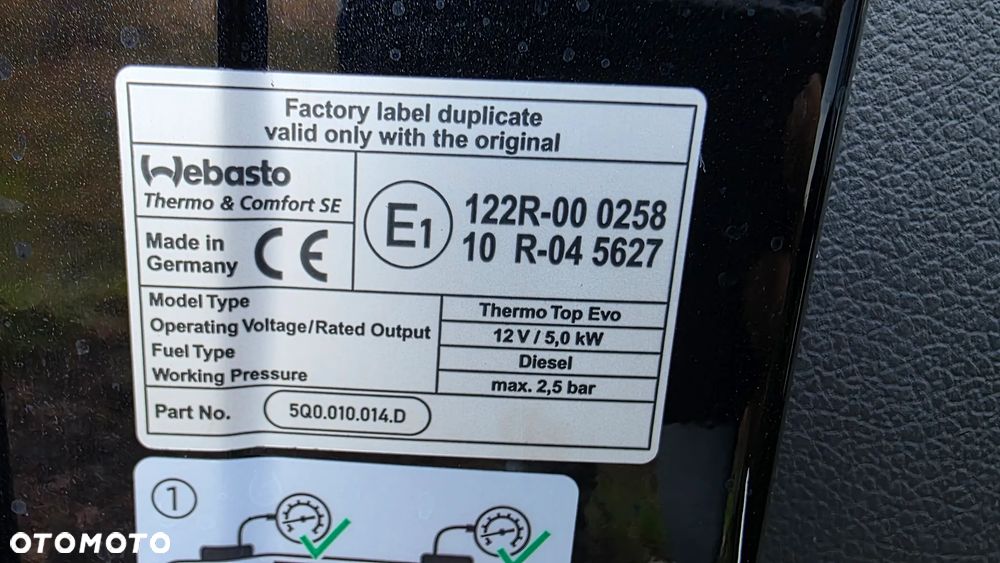 Factory label duplicate
valid only with the original
Webasto
Thermo & Comfort SE
Made in
Germany
CE
E1
122R-00 0258
10 R-04 5627
Model Type
Thermo Top Evo
Operating Voltage/Rated Output
12 V / 5,0 kW
Fuel Type
Diesel
Working Pressure
max. 2,5 bar
Part No.
5Q0.010.014.D
1
OTOMOTO